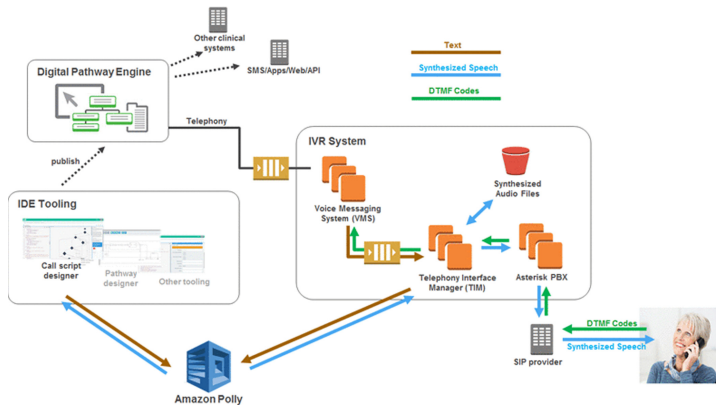 Other clinical
systems
SMS/Apps/Web/API
Text
Synthesized Speech
DTMF Codes
Digital Pathway Engine
Telephony
publish
IVR System
Synthesized
Audio Files
Voice Messaging
System (VMS)
Telephony Interface
Manager (TIM)
Asterisk PBX
IDE Tooling
Call script
designer
Pathway
designer
Other tooling
DTMF Codes
Synthesized Speech
SIP provider
Amazon Polly